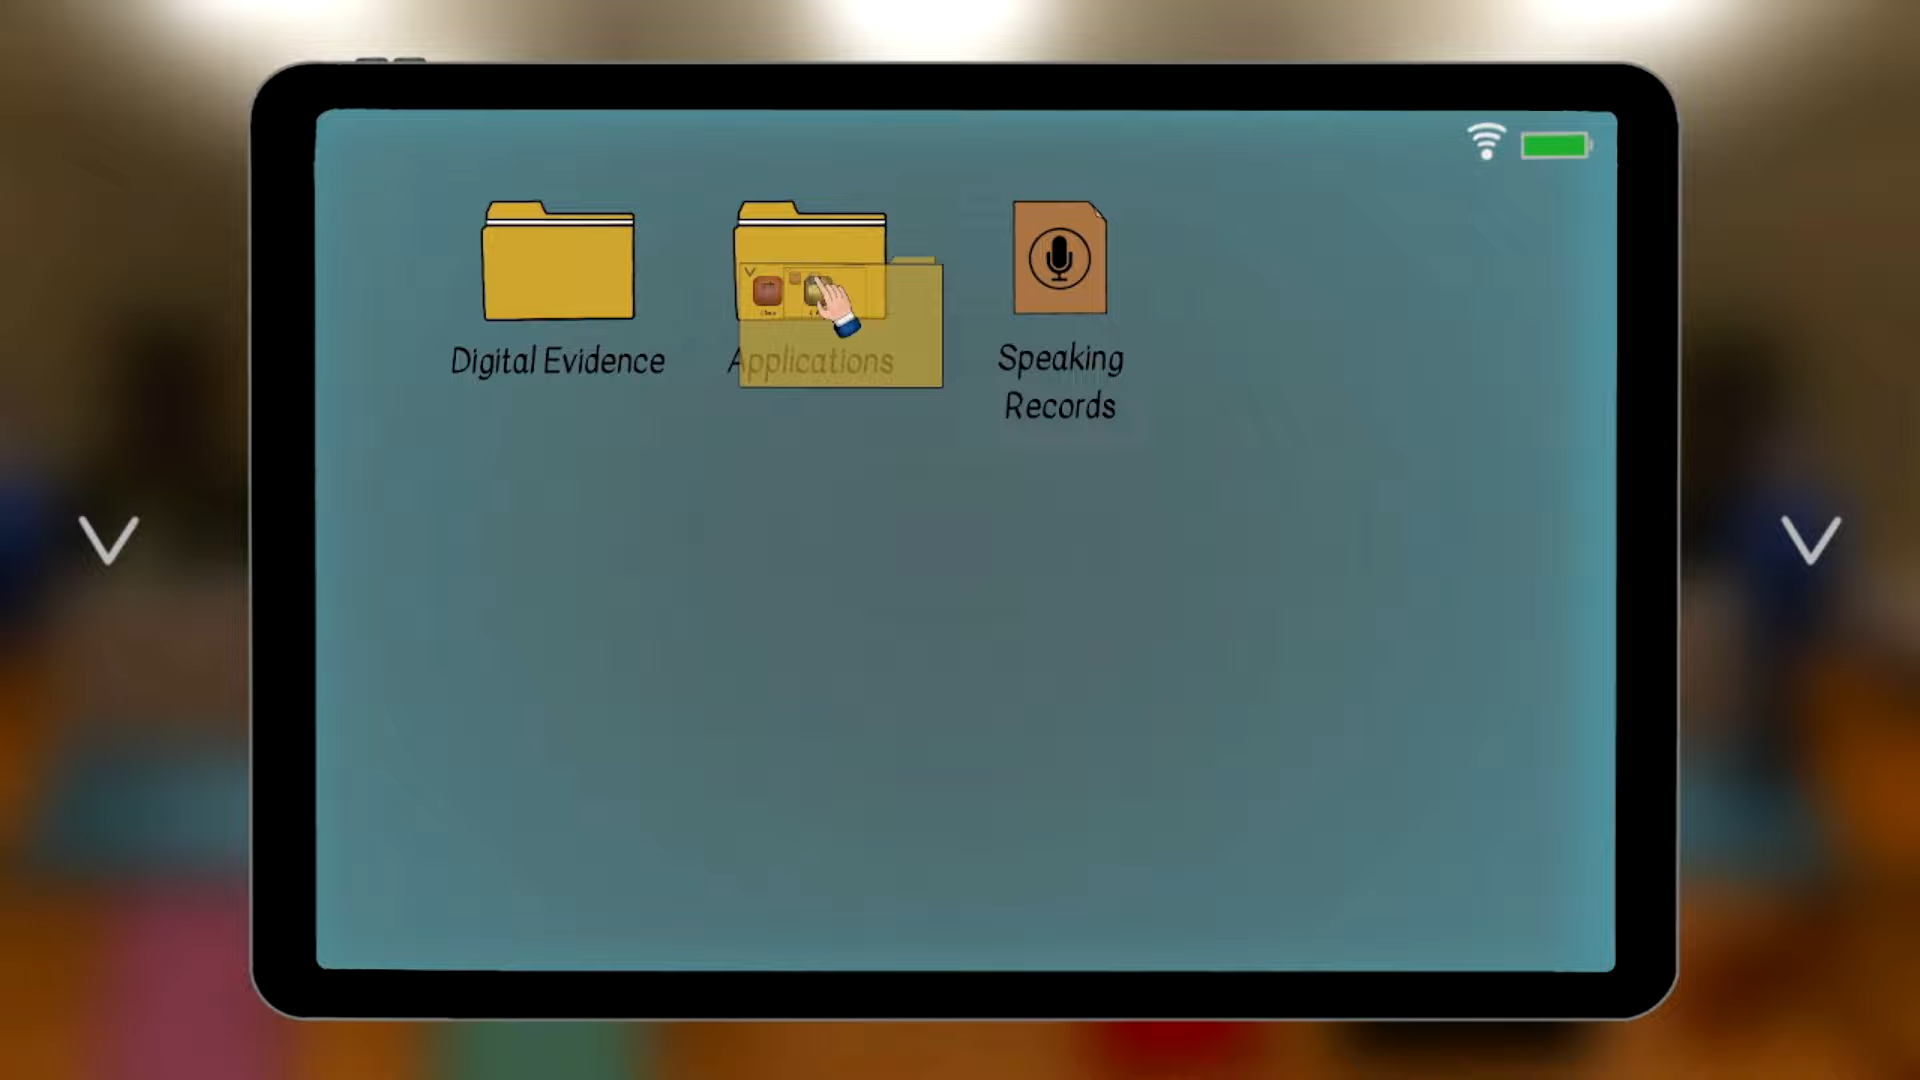 Digital Evidence
Applications
Speaking
Records